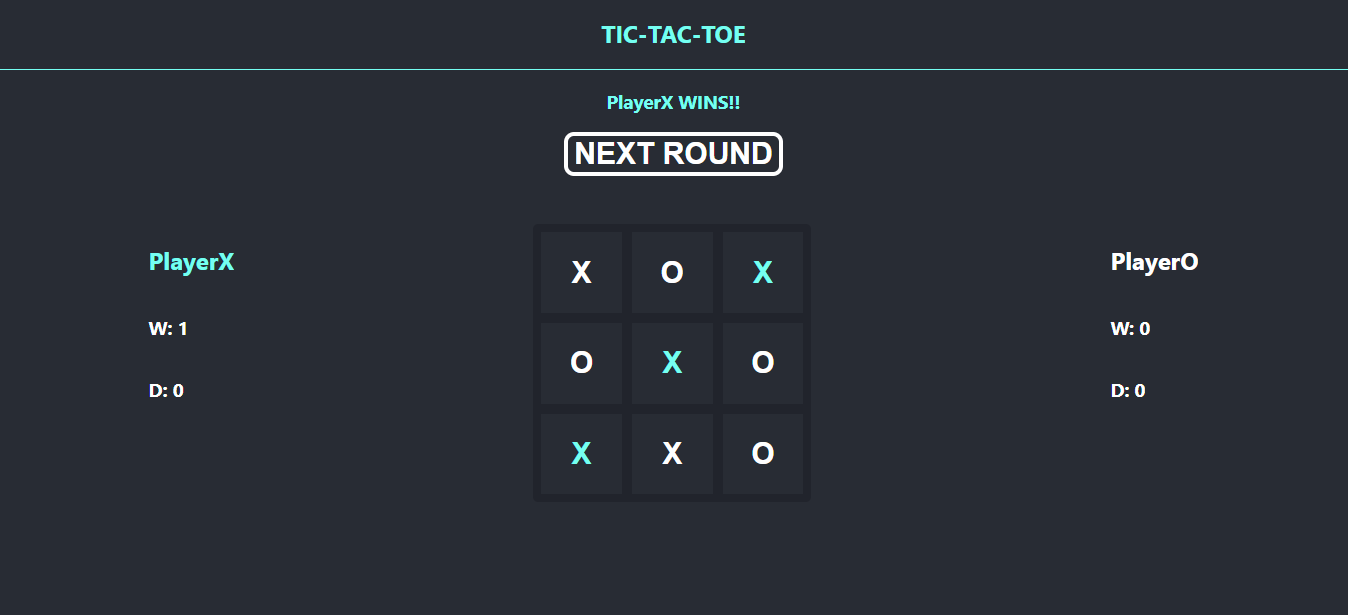 TIC-TAC-TOE
PlayerX WINS!!
NEXT ROUND
PlayerX
W: 1
D: 0
X O X
O X O
X X O
PlayerO
W: 0
D: 0